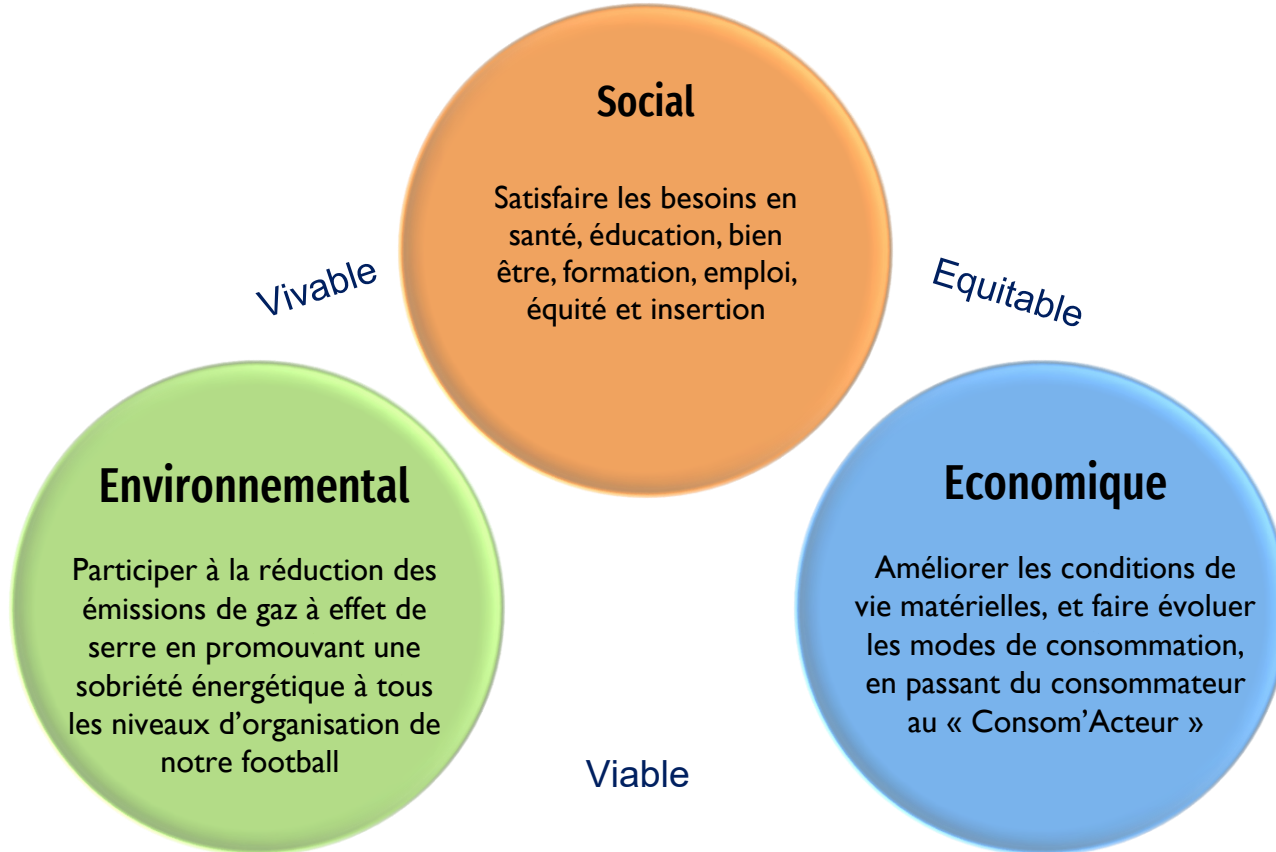 Social
Satisfaire les besoins en
santé, éducation, bien
être, formation, emploi,
équité et insertion
Vivable
Equitable
Environnemental
Participer à la réduction des
émissions de gaz à effet de
serre en promouvant une
sobriété énergétique à tous
les niveaux d’organisation de
notre football
Economique
Améliorer les conditions de
vie matérielles, et faire évoluer
les modes de consommation,
en passant du consommateur
au « Consom’Acteur »
Viable